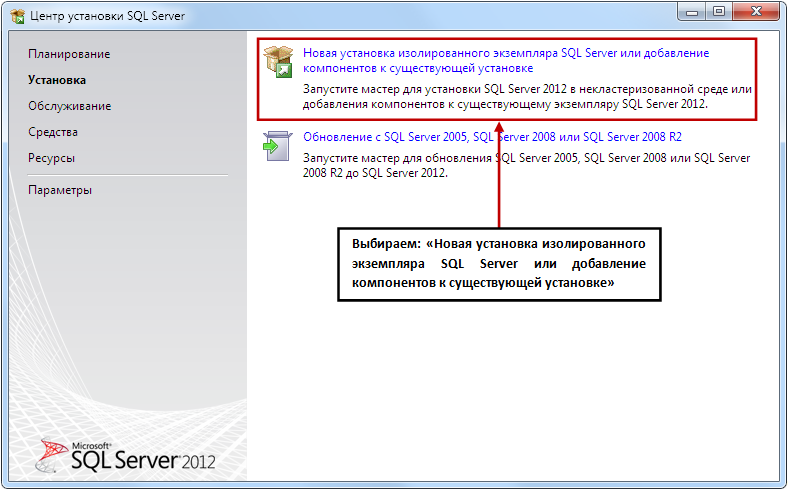 Центр установки SQL Server
Планирование
Установка
Обслуживание
Средства
Ресурсы
Параметры
Новая установка изолированного экземпляра SQL Server или добавление
компонентов к существующей установке
Запустите мастер для установки SQL Server 2012 в некластеризованной среде или
добавления компонентов к существующему экземпляру SQL Server 2012.
Обновление с SQL Server 2005, SQL Server 2008 или SQL Server 2008 R2
Запустите мастер для обновления SQL Server 2005, SQL Server 2008 или SQL Server
2008 R2 до SQL Server 2012.
Выбираем: «Новая установка изолированного
экземпляра SQL Server или добавление
компонентов к существующей установке»
Microsoft®
SQL Server 2012